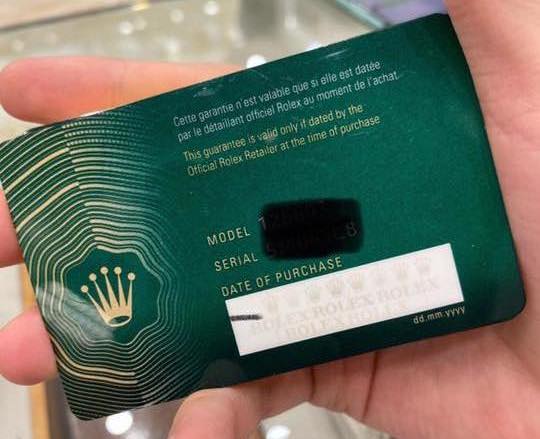 Cette garantie n'est valable que si elle est datée
par le détaillant officiel Rolex au moment de l'achat.
This guarantee is valid only if dated by the
Official Rolex Retailer at the time of purchase
MODEL
SERIAL
DATE OF PURCHASE
ROLEX ROLEX ROLEX
ROLEX ROLEX
dd.mm.yyyy